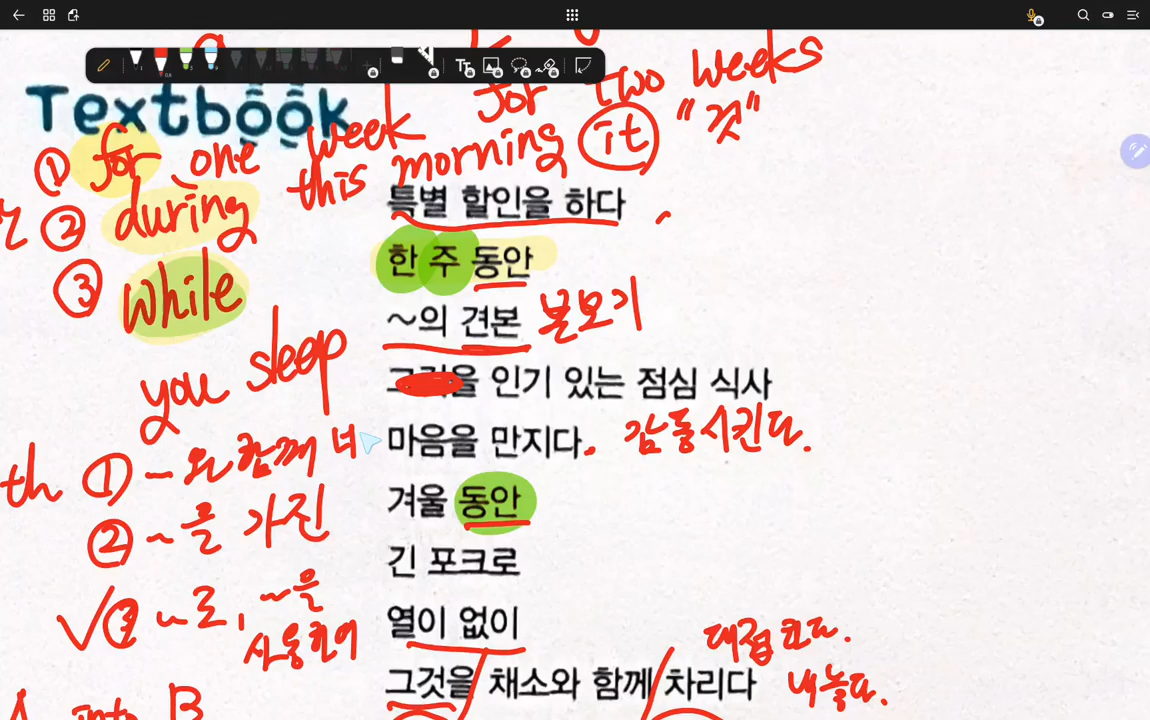 for two weeks
Textbook
① for one week
this morning it "것"
② during
특별 할인을 하다
한 주 동안
③ while
~의 견본 본보기
you sleep
을 인기 있는 점심 식사
마음을 만지다. 감동시킨다.
th ① ~와 함께
겨울 동안
② ~을 가진
긴 포크로
③ ~로, ~을
사용하여
열이 없이
대접한다.
그것을 채소와 함께 차리다 내놓다.
into B